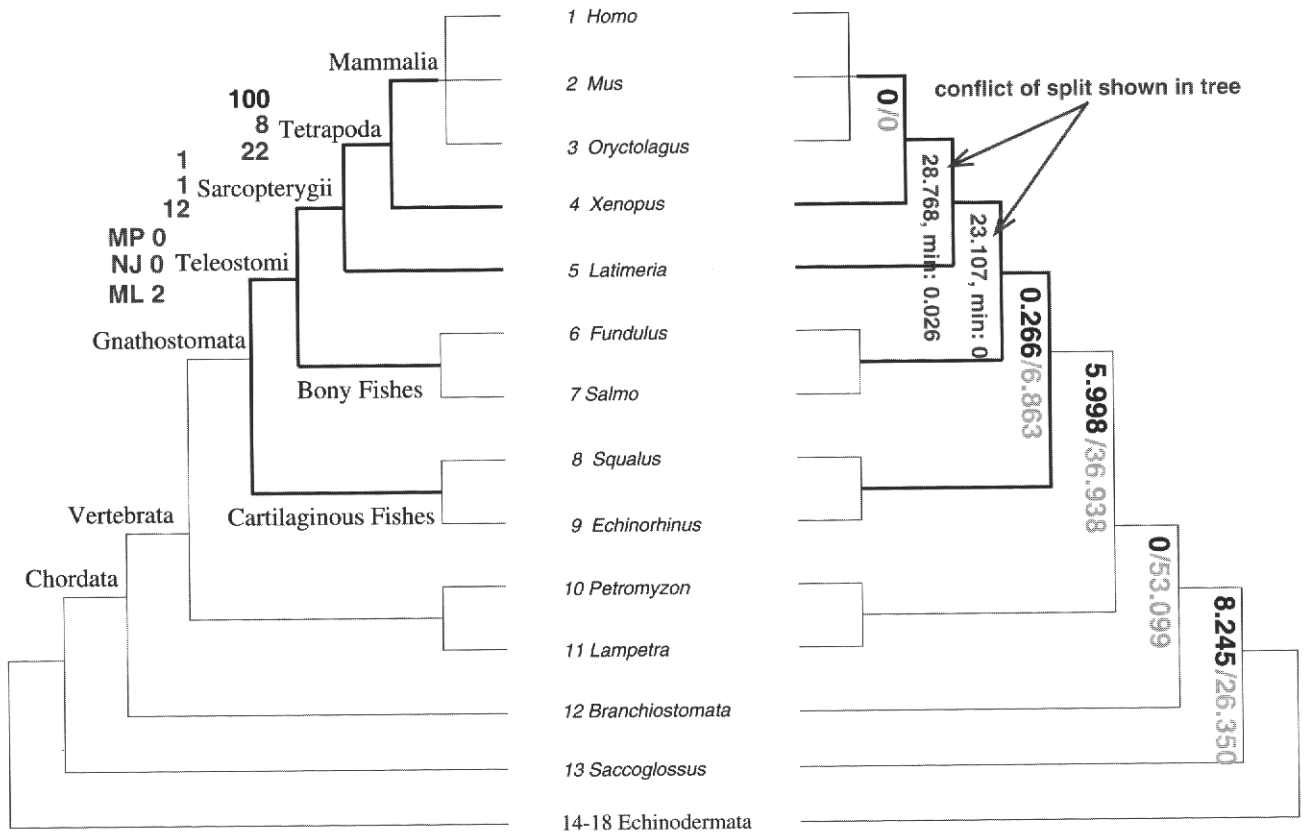 1 Homo
Mammalia
2 Mus
conflict of split shown in tree
0/0
100
8 Tetrapoda
22
3 Oryctolagus
1
1 Sarcopterygii
12
4 Xenopus
28.768, min: 0.026
23.107, min: 0
MP 0
NJ 0 Teleostomi
ML 2
5 Latimeria
0.266/6.863
Gnathostomata
6 Fundulus
Bony Fishes
7 Salmo
5.998/36.938
8 Squalus
Vertebrata
Cartilaginous Fishes
9 Echinorhinus
0/53.099
Chordata
10 Petromyzon
8.245/26.350
11 Lampetra
12 Branchiostomata
13 Saccoglossus
14-18 Echinodermata